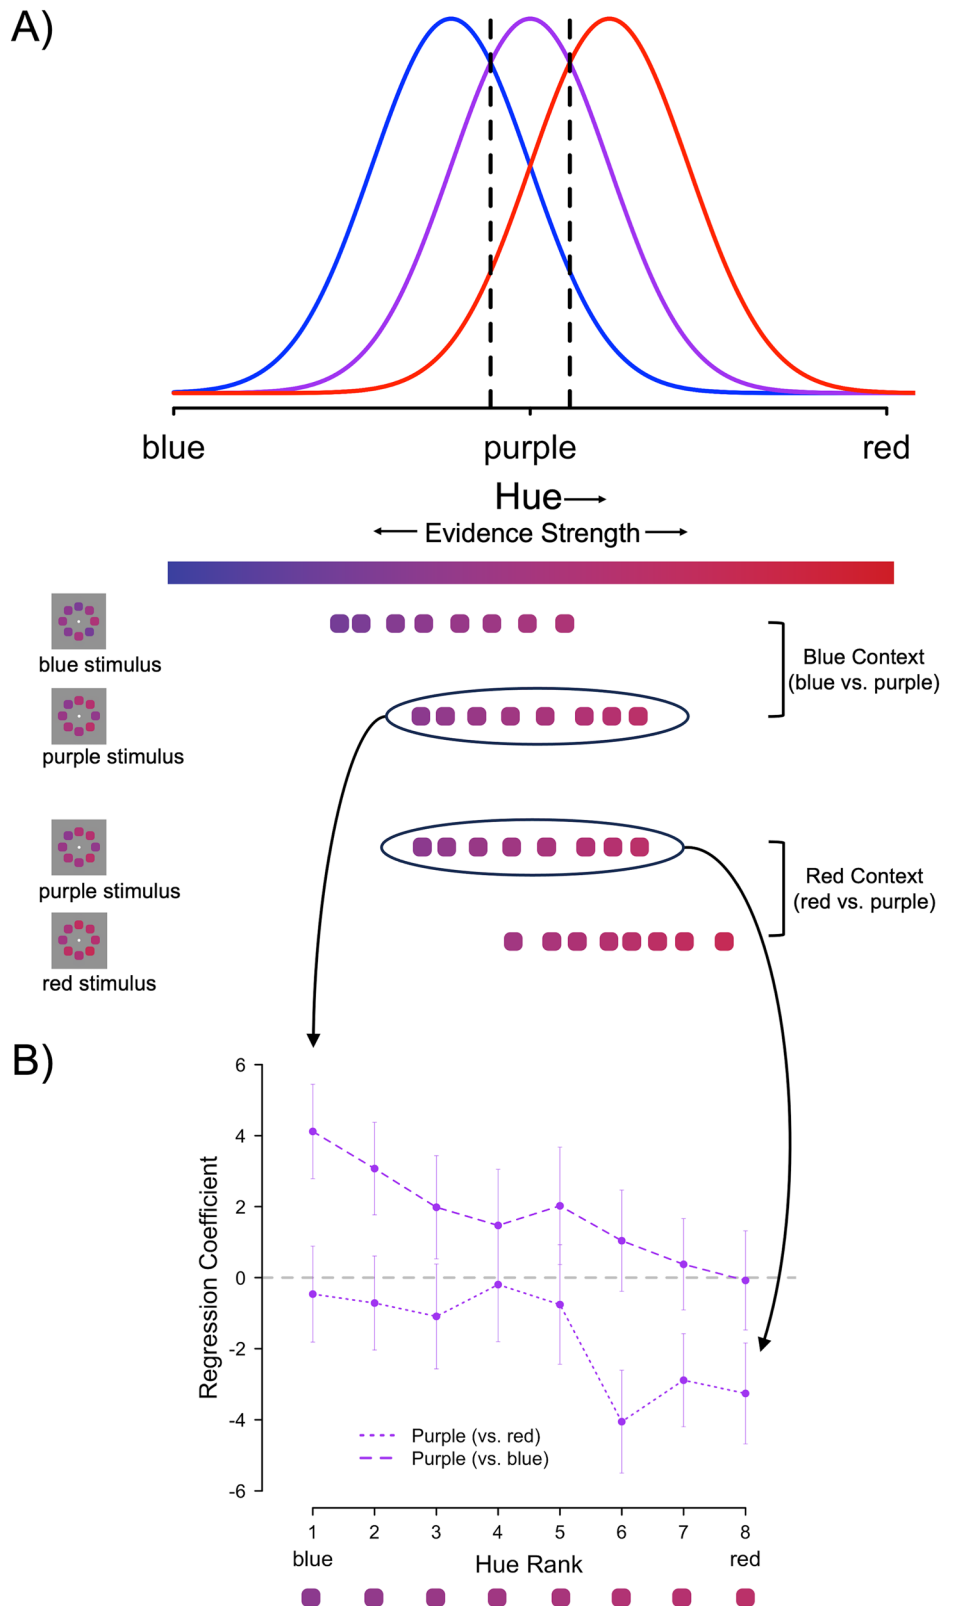 A)
blue purple red
Hue
Evidence Strength
blue stimulus
Blue Context
(blue vs. purple)
purple stimulus
purple stimulus
Red Context
(red vs. purple)
red stimulus
B)
6
4
2
0
-2
-4
-6
Regression Coefficient
Purple (vs. red)
Purple (vs. blue)
1 2 3 4 5 6 7 8
blue red
Hue Rank